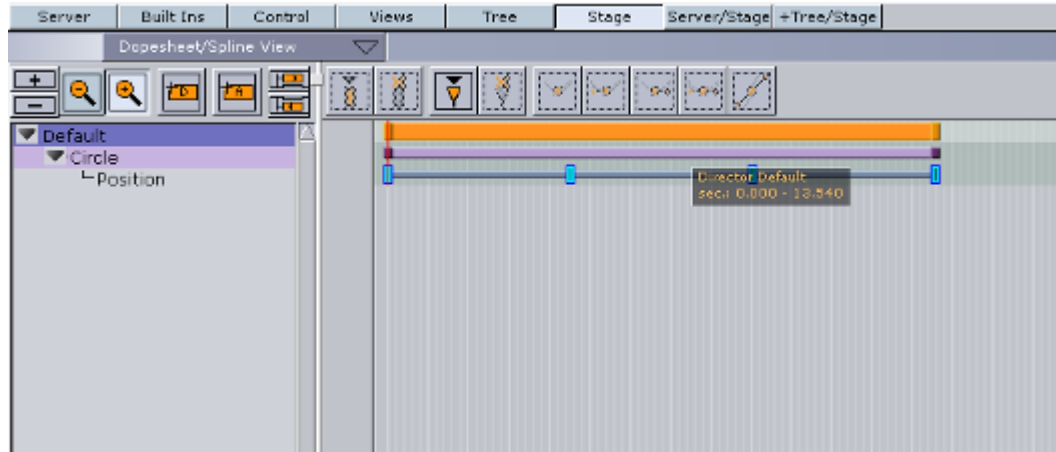 Server Built Ins Control Views Tree Stage Server/Stage +Tree/Stage
Dopesheet/Spline View
Default
Circle
Position
Director Default
sec.: 0.000 - 13.540